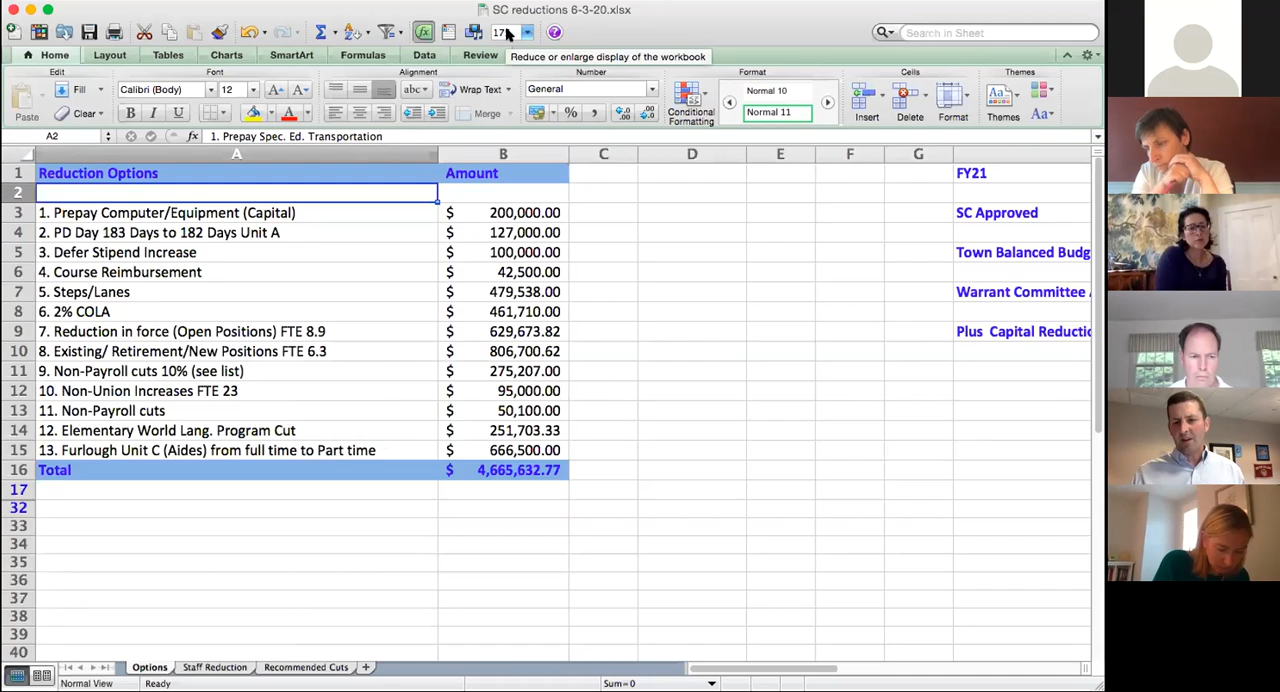 SC reductions 6-3-20.xlsx
17
Search in Sheet
Home Layout Tables Charts SmartArt Formulas Data Review
Reduce or enlarge display of the workbook
Edit Font Alignment Number Format Cells Themes
Fill Calibri (Body) 12 abc Wrap Text General Normal 10
Paste Clear B I U Merge % Conditional Formatting Normal 11 Insert Delete Format Themes Aa
A2 fx 1. Prepay Spec. Ed. Transportation
A B C D E F G
1 Reduction Options Amount FY21
2
3 1. Prepay Computer/Equipment (Capital) $ 200,000.00 SC Approved
4 2. PD Day 183 Days to 182 Days Unit A $ 127,000.00
5 3. Defer Stipend Increase $ 100,000.00 Town Balanced Budg
6 4. Course Reimbursement $ 42,500.00
7 5. Steps/Lanes $ 479,538.00 Warrant Committee
8 6. 2% COLA $ 461,710.00
9 7. Reduction in force (Open Positions) FTE 8.9 $ 629,673.82 Plus Capital Reductio
10 8. Existing/ Retirement/New Positions FTE 6.3 $ 806,700.62
11 9. Non-Payroll cuts 10% (see list) $ 275,207.00
12 10. Non-Union Increases FTE 23 $ 95,000.00
13 11. Non-Payroll cuts $ 50,100.00
14 12. Elementary World Lang. Program Cut $ 251,703.33
15 13. Furlough Unit C (Aides) from full time to Part time $ 666,500.00
16 Total $ 4,665,632.77
17
32
33
34
35
36
37
38
39
40
Options Staff Reduction Recommended Cuts
Normal View Ready Sum=0